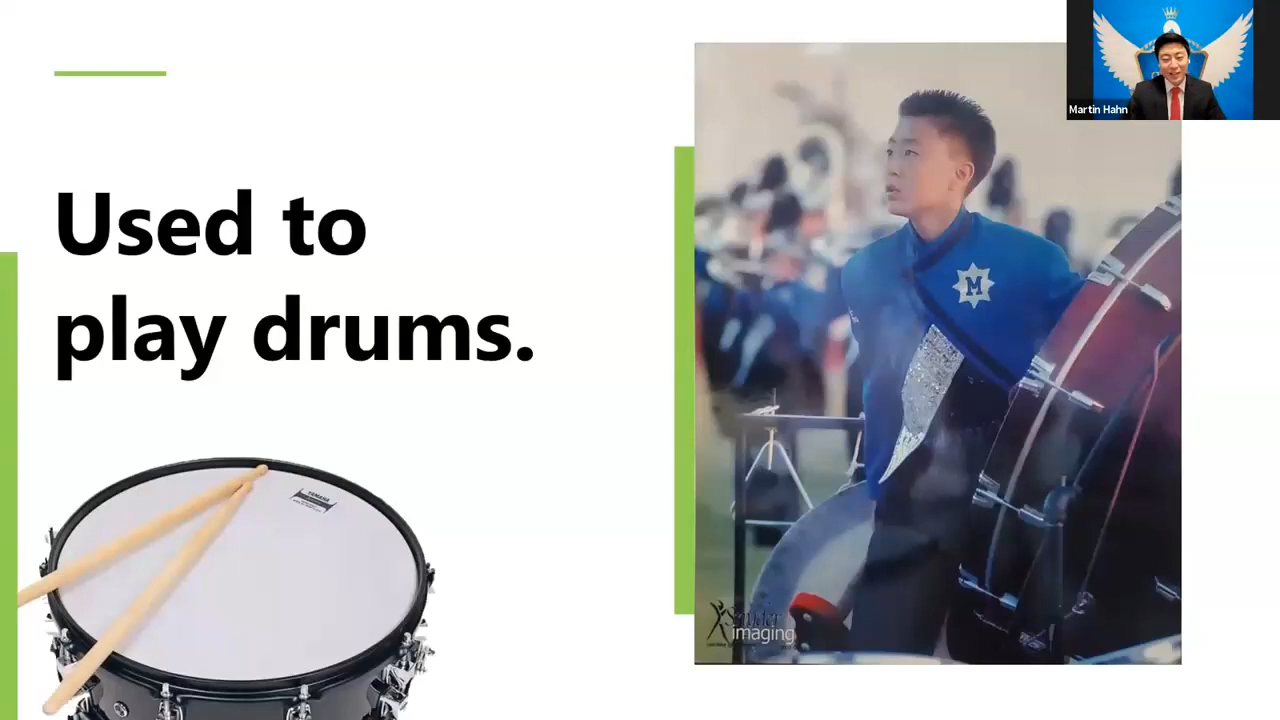 Used to
play drums.
YAMAHA
M
Martin Hahn
imaging